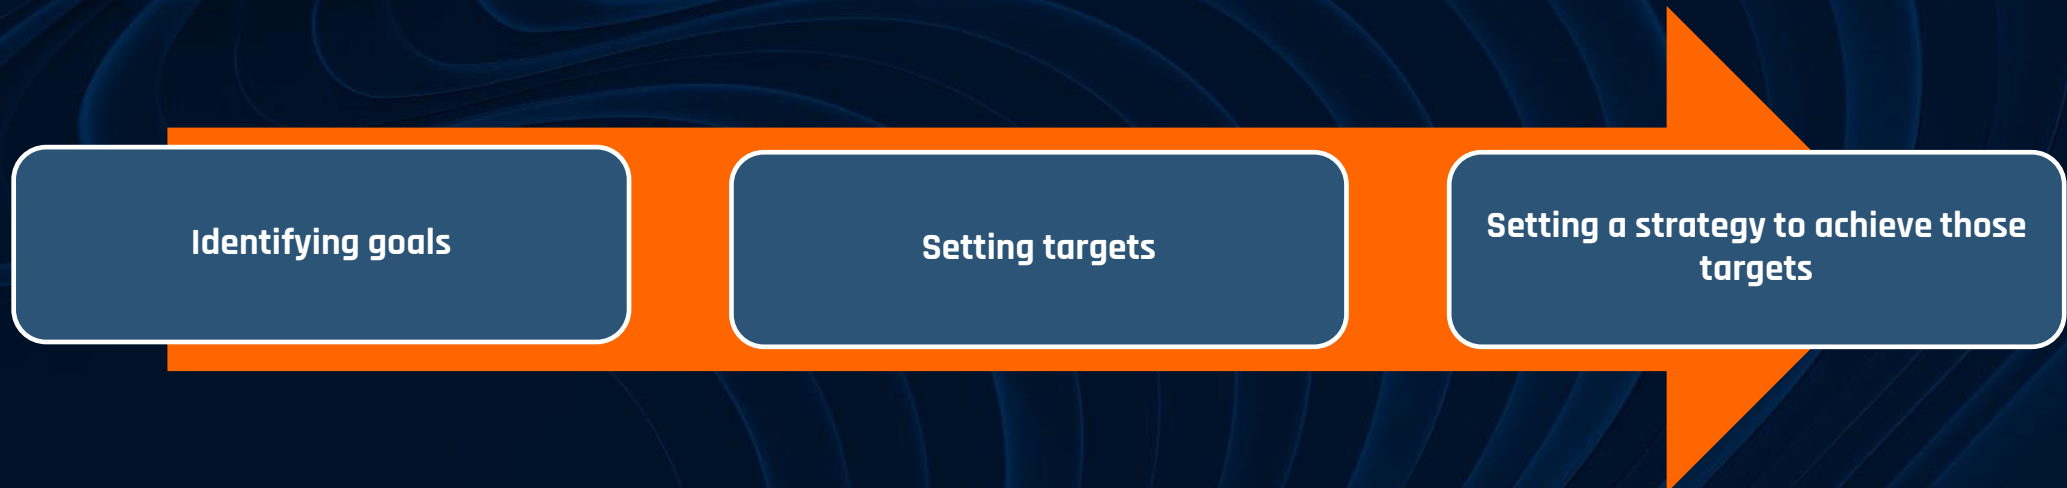 Identifying goals
Setting targets
Setting a strategy to achieve those
targets